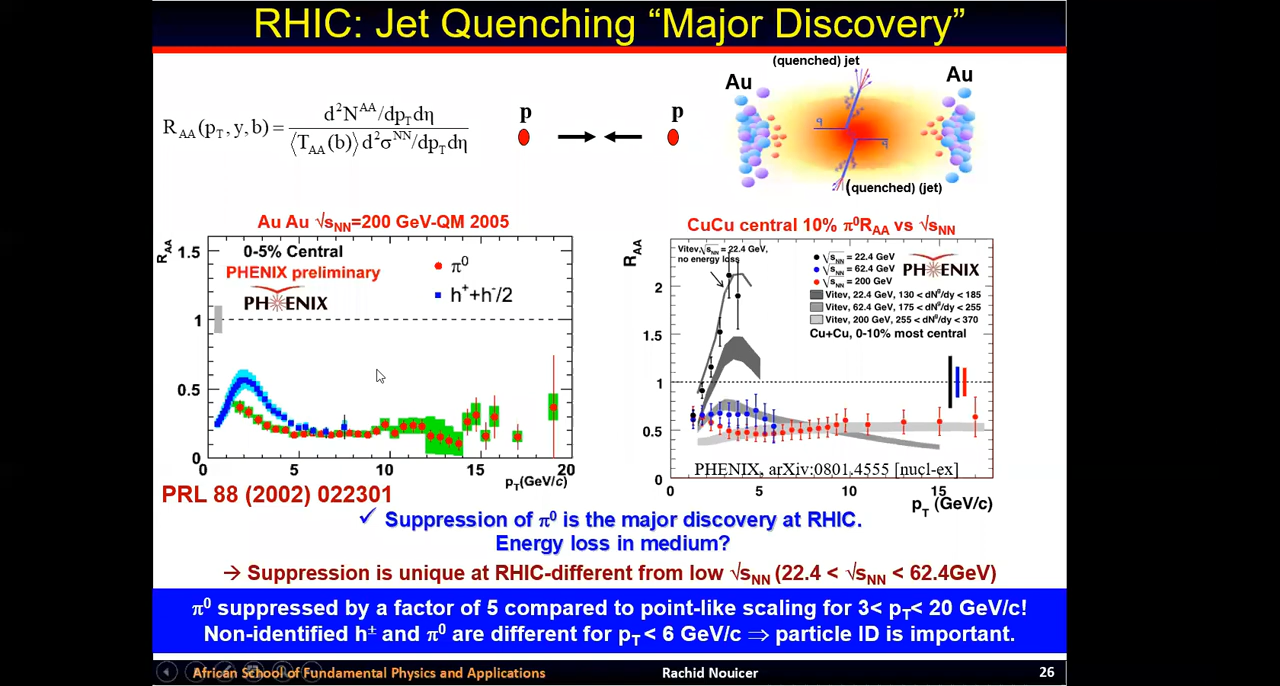 RHIC: Jet Quenching “Major Discovery”
R_AA(p_T, y, b) = d²N^AA/dp_Tdη / ⟨T_AA(b)⟩d²σ^NN/dp_Tdη
p
p
(quenched) jet
Au
Au
q
q
(quenched) (jet)
Au Au √s_NN=200 GeV-QM 2005
R_AA
1.5
1
0.5
0
0-5% Central
PHENIX preliminary
PHENIX
π⁰
h⁺+h⁻/2
0
5
10
15
20
p_T(GeV/c)
PRL 88 (2002) 022301
CuCu central 10% π⁰R_AA vs √s_NN
R_AA
2
1.5
1
0.5
0
Vitev, √s_NN = 22.4 GeV,
no energy loss
√s_NN = 22.4 GeV
√s_NN = 62.4 GeV
√s_NN = 200 GeV
PHENIX
Vitev, 22.4 GeV, 130 < dN^g/dy < 185
Vitev, 62.4 GeV, 175 < dN^g/dy < 255
Vitev, 200 GeV, 255 < dN^g/dy < 370
Cu+Cu, 0-10% most central
PHENIX, arXiv:0801.4555 [nucl-ex]
0
5
10
15
p_T (GeV/c)
✓ Suppression of π⁰ is the major discovery at RHIC.
Energy loss in medium?
→ Suppression is unique at RHIC-different from low √s_NN (22.4 < √s_NN < 62.4GeV)
π⁰ suppressed by a factor of 5 compared to point-like scaling for 3< p_T< 20 GeV/c!
Non-identified h^± and π⁰ are different for p_T < 6 GeV/c ⇒ particle ID is important.
African School of Fundamental Physics and Applications
Rachid Nouicer
26